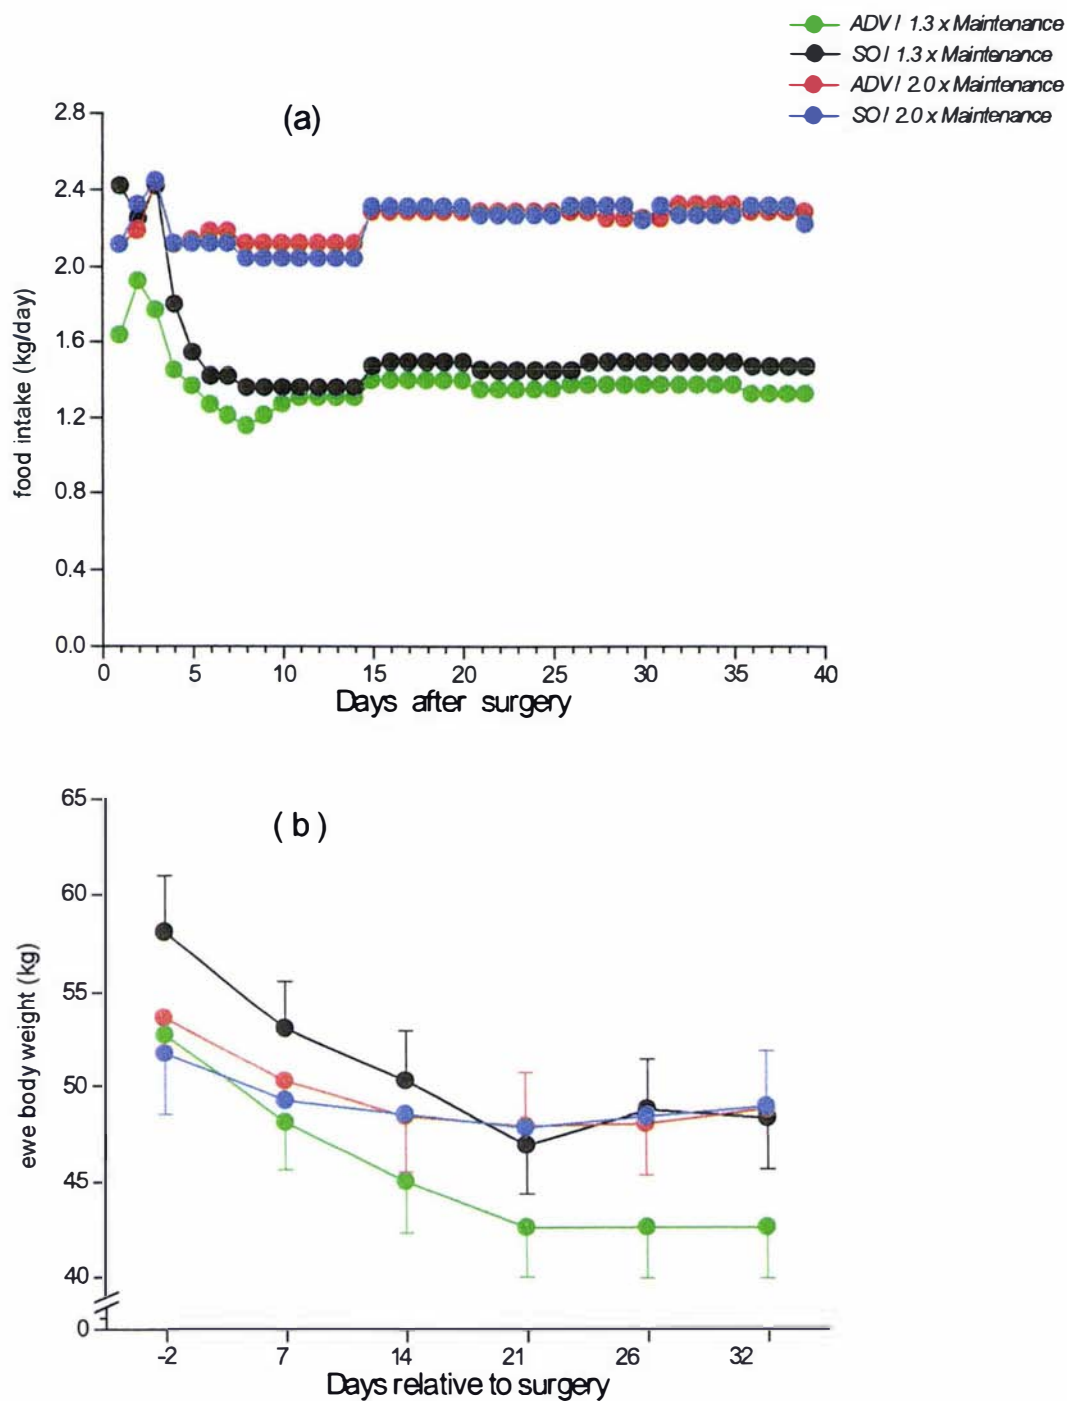 ADV / 1.3 x Maintenance
SO / 1.3 x Maintenance
ADV / 2.0 x Maintenance
SO / 2.0 x Maintenance
(a)
2.8
2.4
2.0
1.6
1.2
0.8
0.4
0.0
food intake (kg/day)
0 5 10 15 20 25 30 35 40
Days after surgery
(b)
65
60
55
50
45
40
0
ewe body weight (kg)
-2 7 14 21 26 32
Days relative to surgery